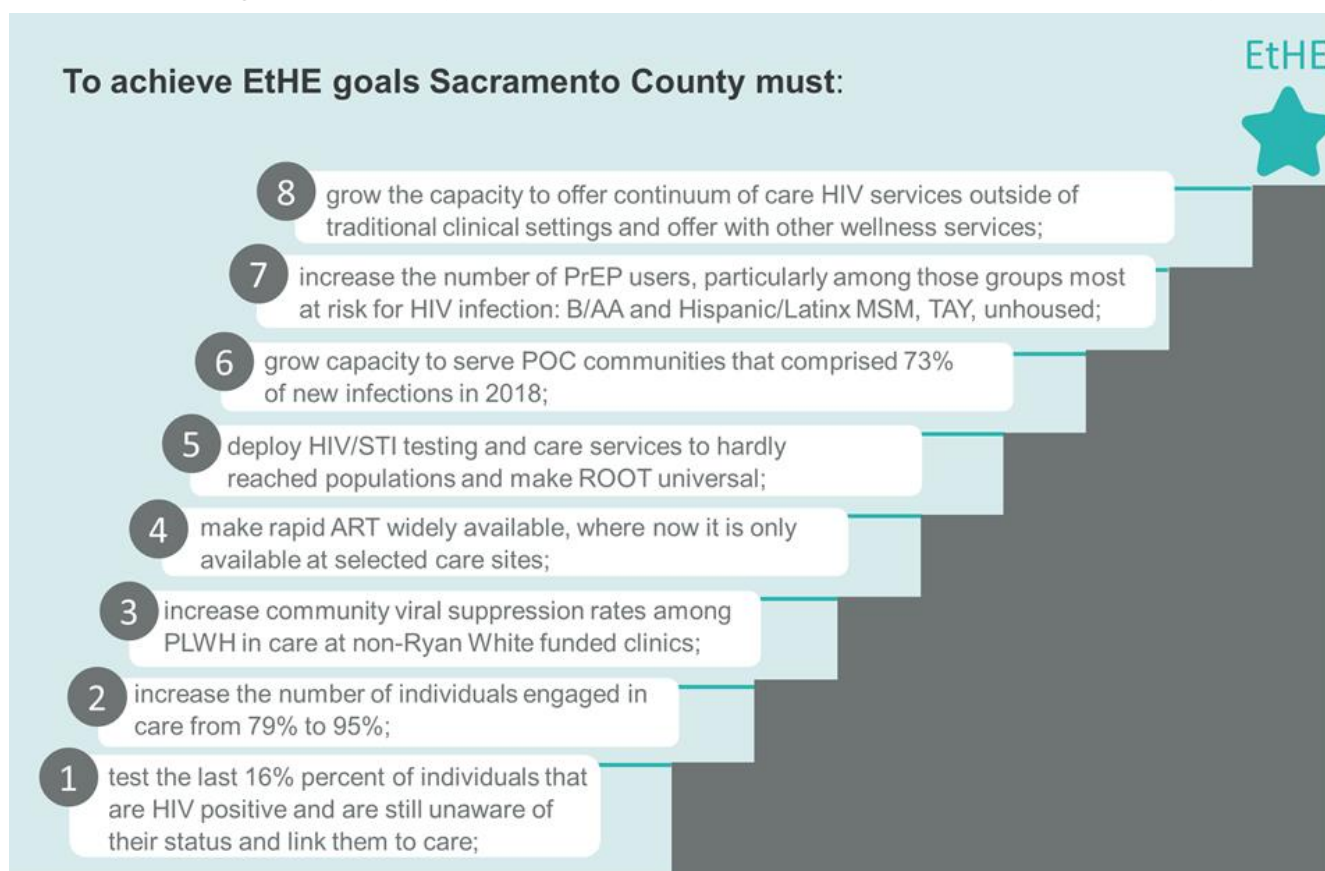 To achieve EtHE goals Sacramento County must:
EtHE
8
grow the capacity to offer continuum of care HIV services outside of
traditional clinical settings and offer with other wellness services;
7
increase the number of PrEP users, particularly among those groups most
at risk for HIV infection: B/AA and Hispanic/Latinx MSM, TAY, unhoused;
6
grow capacity to serve POC communities that comprised 73%
of new infections in 2018;
5
deploy HIV/STI testing and care services to hardly
reached populations and make ROOT universal;
4
make rapid ART widely available, where now it is only
available at selected care sites;
3
increase community viral suppression rates among
PLWH in care at non-Ryan White funded clinics;
2
increase the number of individuals engaged in
care from 79% to 95%;
1
test the last 16% percent of individuals that
are HIV positive and are still unaware of
their status and link them to care;